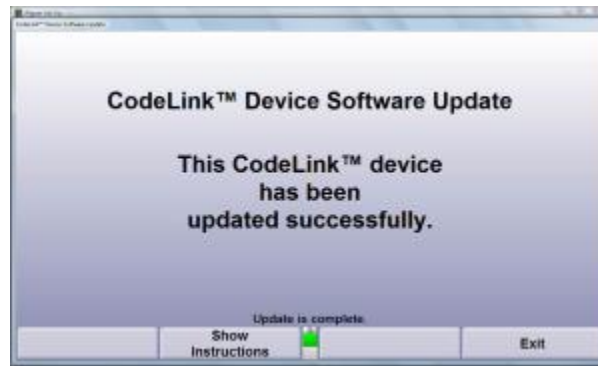 CodeLink™ Device Software Update
This CodeLink™ device
has been
updated successfully.
Update is complete.
Show
Instructions
Exit